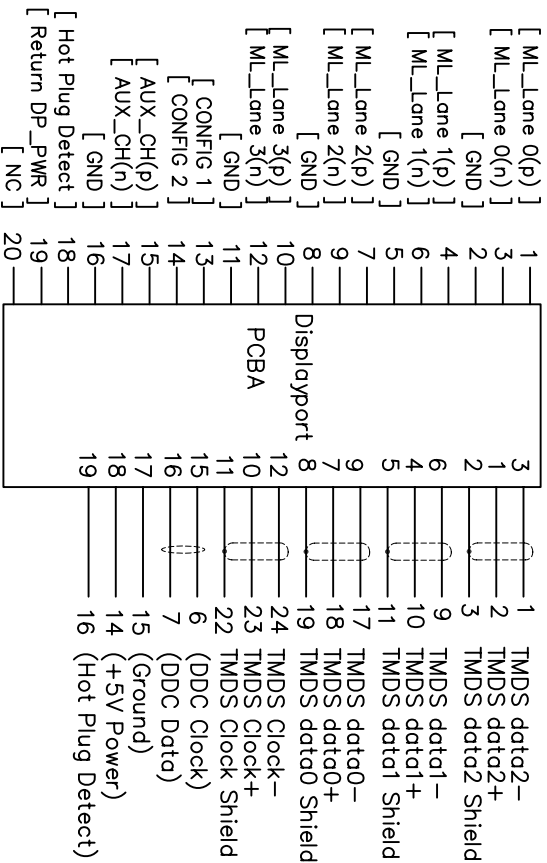 [ ML_Lane 0(p) ] 1 3 1 TMDS data2−
[ ML_Lane 0(n) ] 3 1 2 TMDS data2+
[ GND ] 2 2 3 TMDS data2 Shield
[ ML_Lane 1(p) ] 4 6 9 TMDS data1−
[ ML_Lane 1(n) ] 6 4 10 TMDS data1+
[ GND ] 5 5 11 TMDS data1 Shield
[ ML_Lane 2(p) ] 7 9 17 TMDS data0−
[ ML_Lane 2(n) ] 9 7 18 TMDS data0+
[ GND ] 8 Displayport 8 19 TMDS data0 Shield
[ ML_Lane 3(p) ] 10 12 24 TMDS Clock−
[ ML_Lane 3(n) ] 12 PCBA 10 23 TMDS Clock+
[ GND ] 11 11 22 TMDS Clock Shield
[ CONFIG 1 ] 13 15 6 (DDC Clock)
[ CONFIG 2 ] 14 16 7 (DDC Data)
[ AUX_CH(p) ] 15 17 15 (Ground)
[ AUX_CH(n) ] 17 18 14 (+5V Power)
[ GND ] 16 19 16 (Hot Plug Detect)
[ Hot Plug Detect ] 18
[ Return DP_PWR ] 19
[ NC ] 20